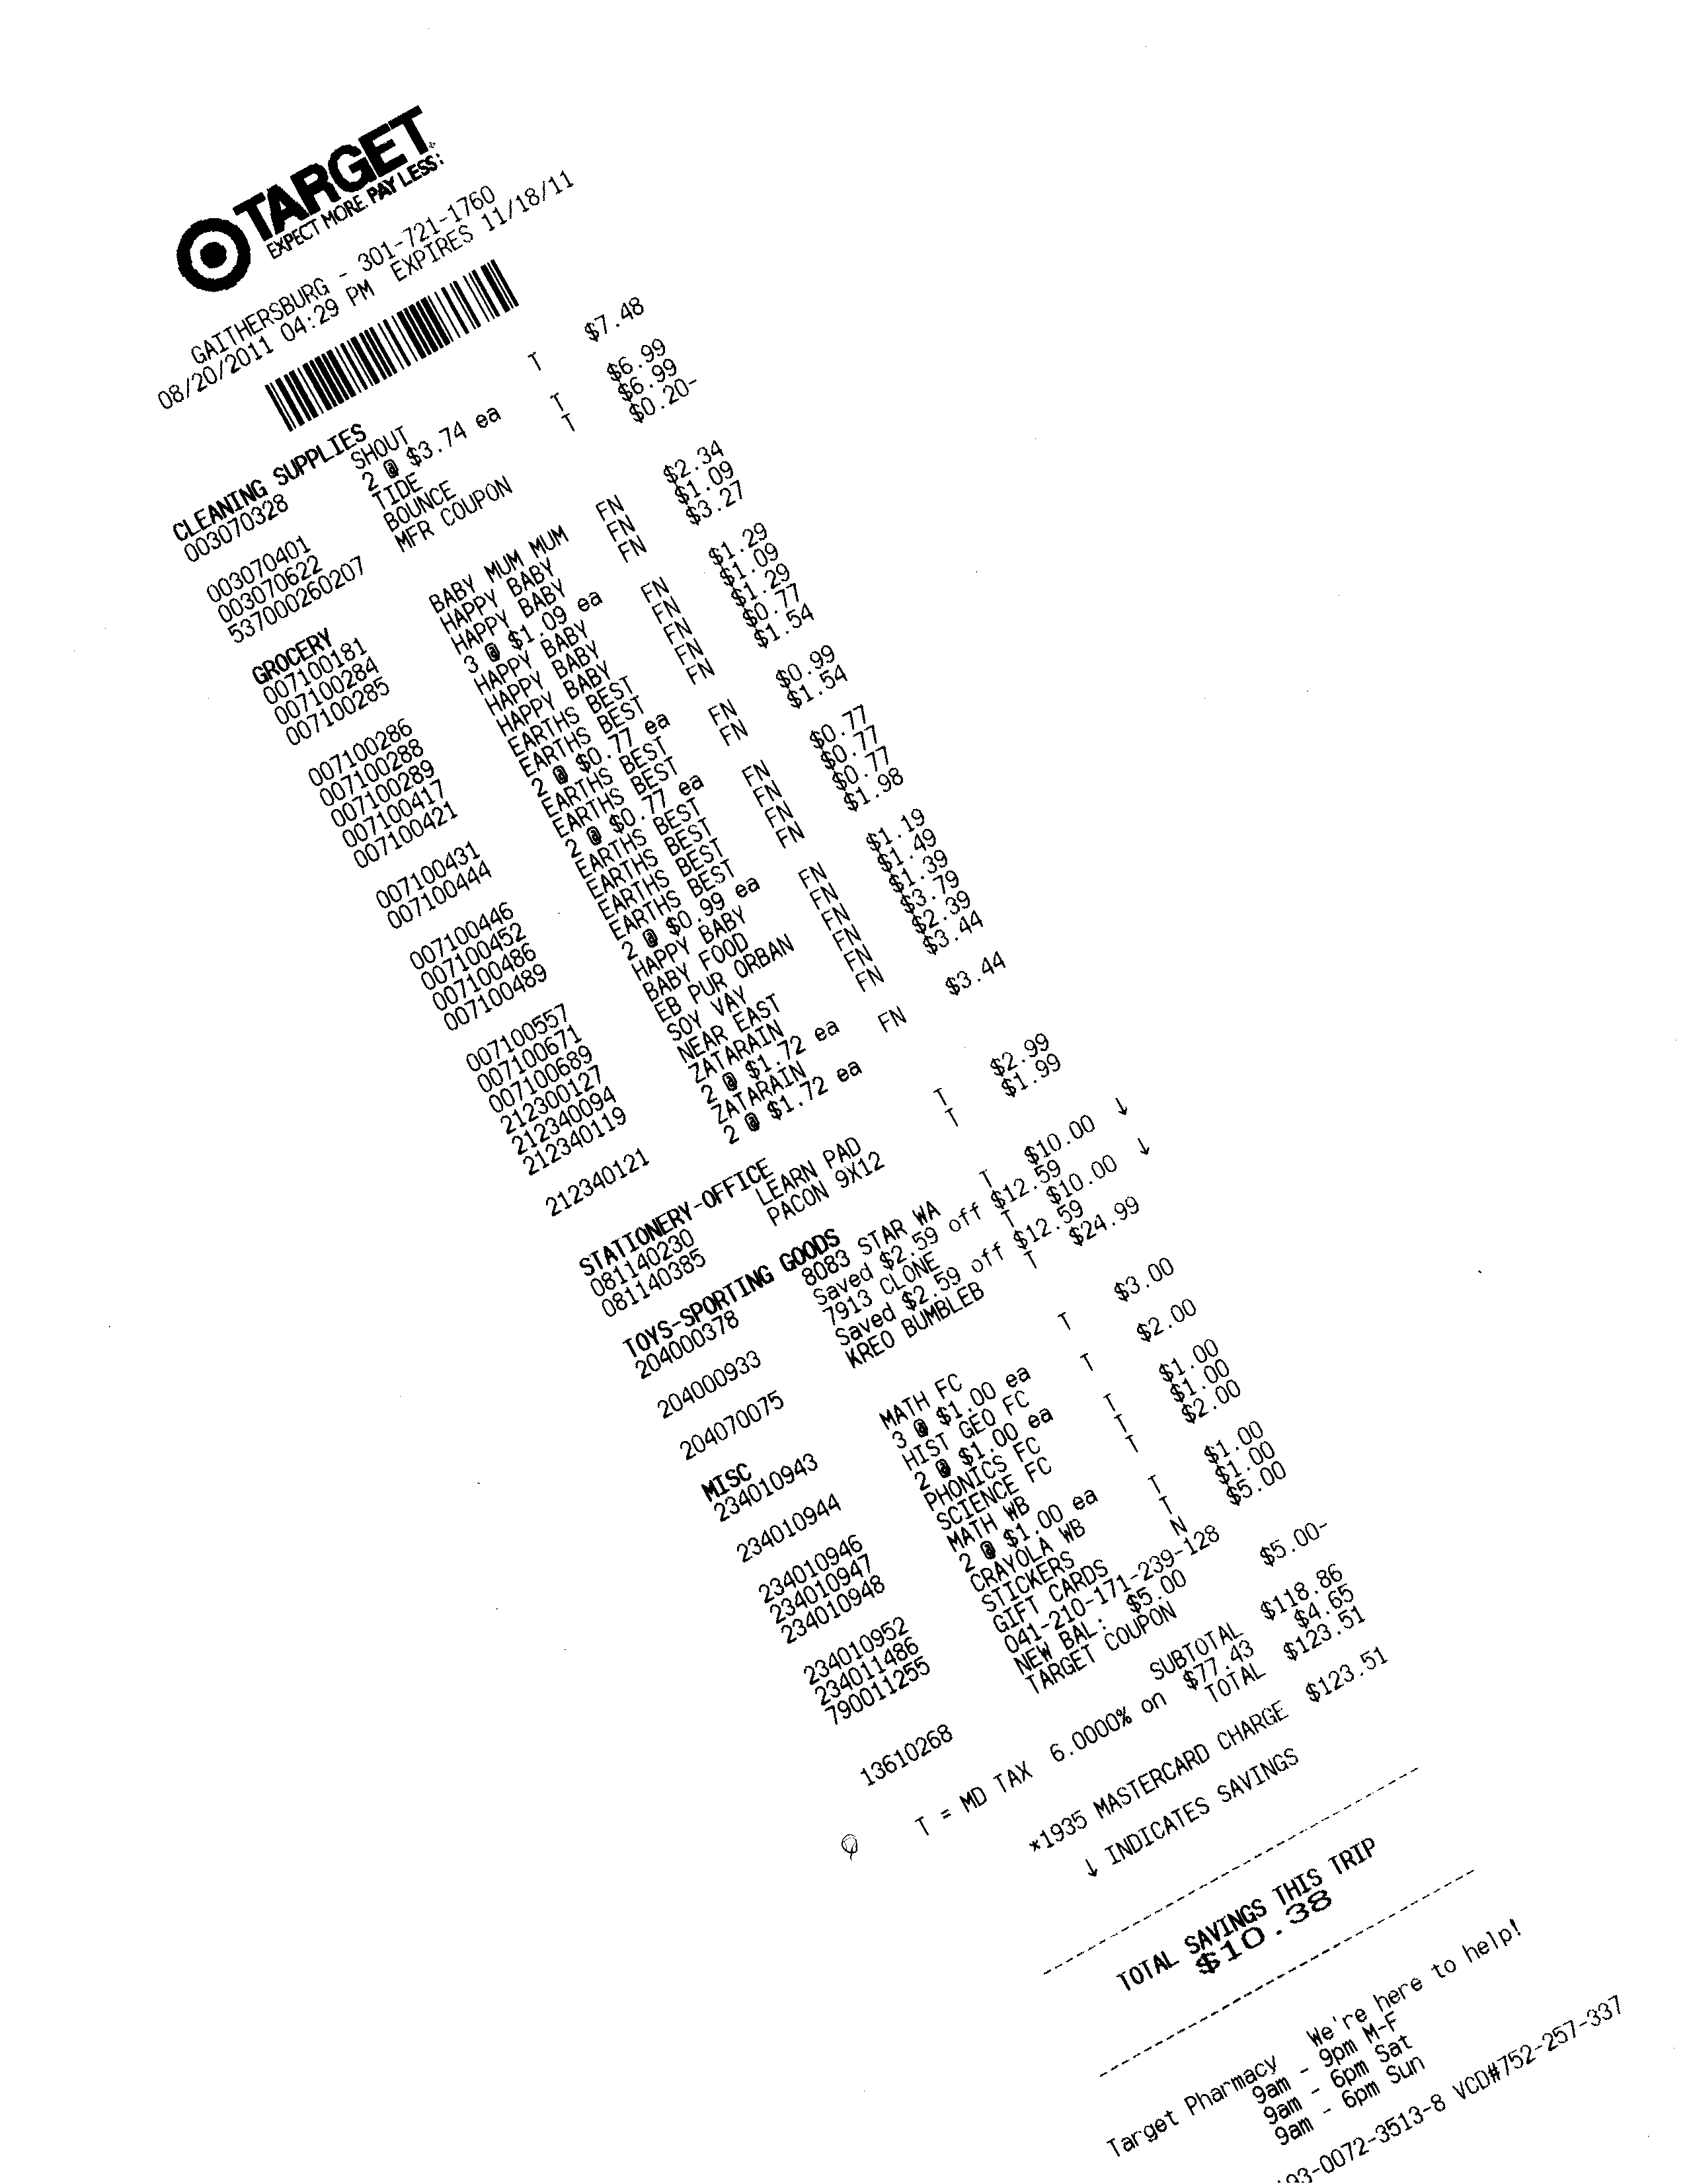 TARGET
EXPECT MORE. PAY LESS.
GAITHERSBURG - 301-721-1760
08/20/2011 04:29 PM EXPIRES 11/18/11
CLEANING SUPPLIES
003070328 SHOUT T $7.48
2 @ $3.74 ea
003070401 TIDE T $6.99
003070622 BOUNCE T $6.99
537000260207 MFR COUPON $0.20-
GROCERY
007100181 BABY MUM MUM FN $2.34
007100284 HAPPY BABY FN $1.09
007100285 HAPPY BABY FN $3.27
3 @ $1.09 ea
007100286 HAPPY BABY FN $1.29
007100288 HAPPY BABY FN $1.09
007100289 HAPPY BABY FN $1.29
007100417 EARTHS BEST FN $0.77
007100421 EARTHS BEST FN $1.54
2 @ $0.77 ea
007100431 EARTHS BEST FN $0.99
007100444 EARTHS BEST FN $1.54
2 @ $0.77 ea
007100446 EARTHS BEST FN $0.77
007100452 EARTHS BEST FN $0.77
007100486 EARTHS BEST FN $0.77
007100489 EARTHS BEST FN $1.98
2 @ $0.99 ea
007100557 HAPPY BABY FN $1.19
007100671 BABY FOOD FN $1.49
007100689 EB PUR ORBAN FN $1.39
212300127 SOY VAY FN $3.79
212340094 NEAR EAST FN $2.39
212340119 ZATARAIN FN $3.44
2 @ $1.72 ea
212340121 ZATARAIN FN $3.44
2 @ $1.72 ea
STATIONERY-OFFICE
081140230 LEARN PAD T $2.99
081140385 PACON 9X12 T $1.99
TOYS-SPORTING GOODS
204000378 8083 STAR WA T $10.00 ↓
Saved $2.59 off $12.59
204000933 7913 CLONE T $10.00 ↓
Saved $2.59 off $12.59
204070075 KREO BUMBLEB T $24.99
MISC
234010943 MATH FC T $3.00
3 @ $1.00 ea
234010944 HIST GEO FC T $2.00
2 @ $1.00 ea
234010946 PHONICS FC T $1.00
234010947 SCIENCE FC T $1.00
234010948 MATH WB T $2.00
2 @ $1.00 ea
234010952 CRAYOLA WB T $1.00
234011486 STICKERS T $1.00
790011255 GIFT CARDS N $5.00
041-210-171-239-128
NEW BAL: $5.00
13610268 TARGET COUPON $5.00-
SUBTOTAL $118.86
T = MD TAX 6.0000% on $77.43 $4.65
TOTAL $123.51
*1935 MASTERCARD CHARGE $123.51
↓ INDICATES SAVINGS
TOTAL SAVINGS THIS TRIP
$10.38
We're here to help!
Target Pharmacy 9am - 9pm M-F
9am - 6pm Sat
9am - 6pm Sun
93-0072-3513-8 VCD#752-257-337